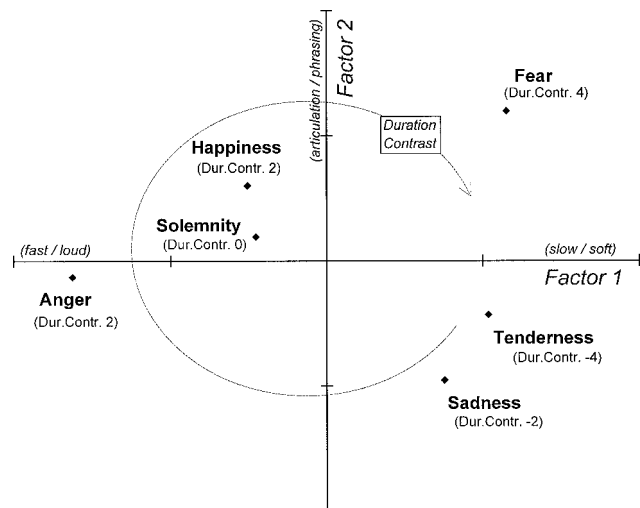 (articulation / phrasing)
Factor 2
Fear
(Dur.Contr. 4)
Duration
Contrast
Happiness
(Dur.Contr. 2)
Solemnity
(Dur.Contr. 0)
(fast / loud)
(slow / soft)
Factor 1
Anger
(Dur.Contr. 2)
Tenderness
(Dur.Contr. -4)
Sadness
(Dur.Contr. -2)